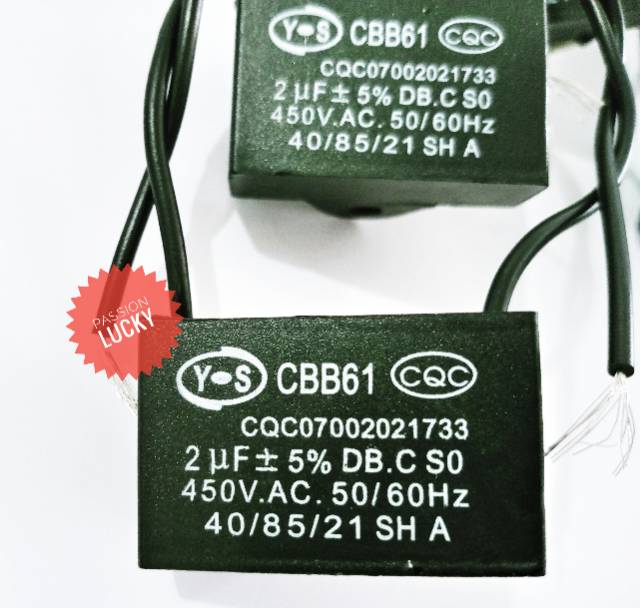 Y S CBB61 CQC
CQC07002021733
2 μF ± 5% DB.C S0
450V.AC. 50/60Hz
40/85/21 SH A
PASSION
LUCKY
Y S CBB61 CQC
CQC07002021733
2 μF ± 5% DB.C S0
450V.AC. 50/60Hz
40/85/21 SH A